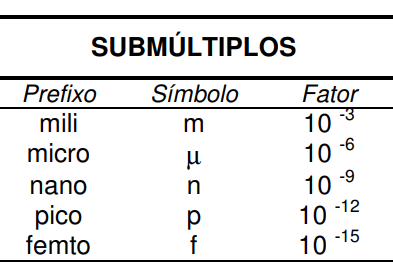 SUBMÚLTIPLOS
Prefixo Símbolo Fator
mili m 10 -3
micro μ 10 -6
nano n 10 -9
pico p 10 -12
femto f 10 -15